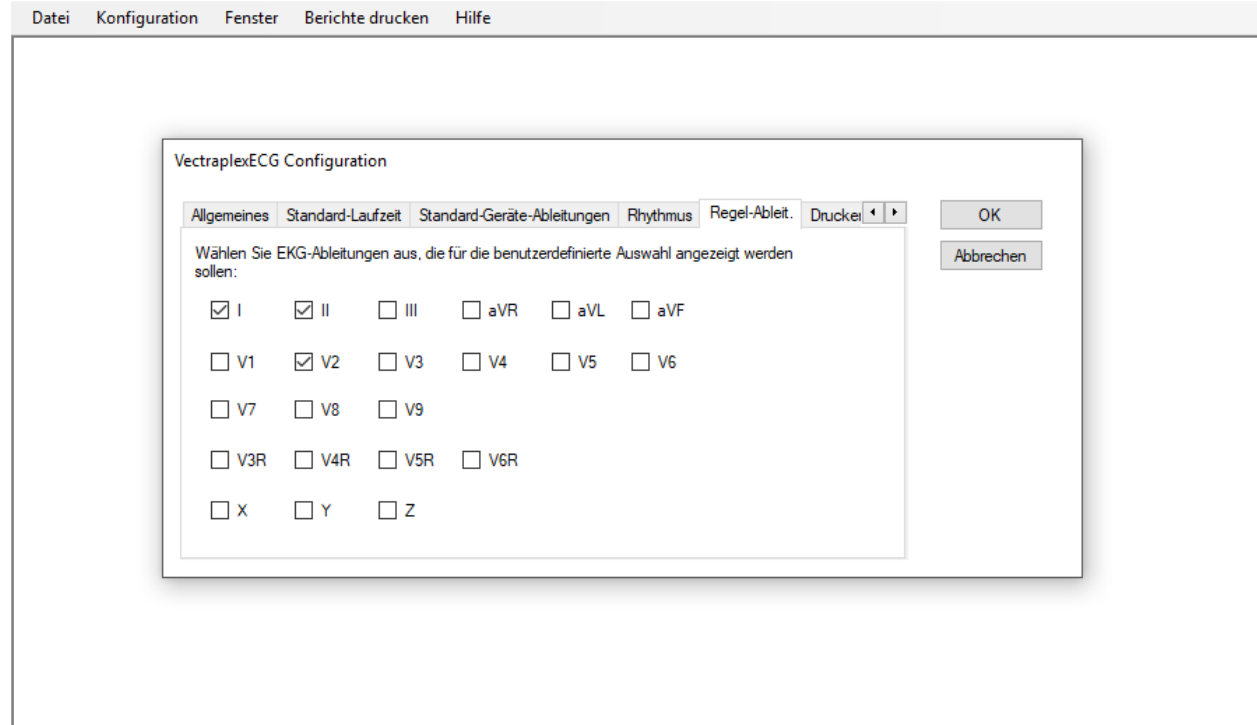 Datei Konfiguration Fenster Berichte drucken Hilfe
VectraplexECG Configuration
Allgemeines Standard-Laufzeit Standard-Geräte-Ableitungen Rhythmus Regel-Ableit. Drucker
OK
Wählen Sie EKG-Ableitungen aus, die für die benutzerdefinierte Auswahl angezeigt werden
sollen:
Abbrechen
I II III aVR aVL aVF
V1 V2 V3 V4 V5 V6
V7 V8 V9
V3R V4R V5R V6R
X Y Z